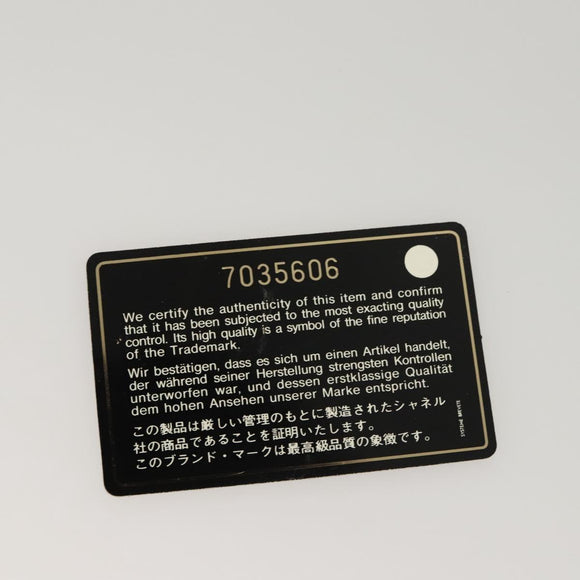 7035606
We certify the authenticity of this item and confirm
that it has been subjected to the most exacting quality
control. Its high quality is a symbol of the fine reputation
of the Trademark.
Wir bestätigen, dass es sich um einen Artikel handelt,
der während seiner Herstellung strengsten Kontrollen
unterworfen war, und dessen erstklassige Qualität
dem hohen Ansehen unserer Marke entspricht.
この製品は厳しい管理のもとに製造されたシャネル
社の商品であることを証明いたします。
このブランド・マークは最高級品質の象徴です。
SYSTEME BREVETE